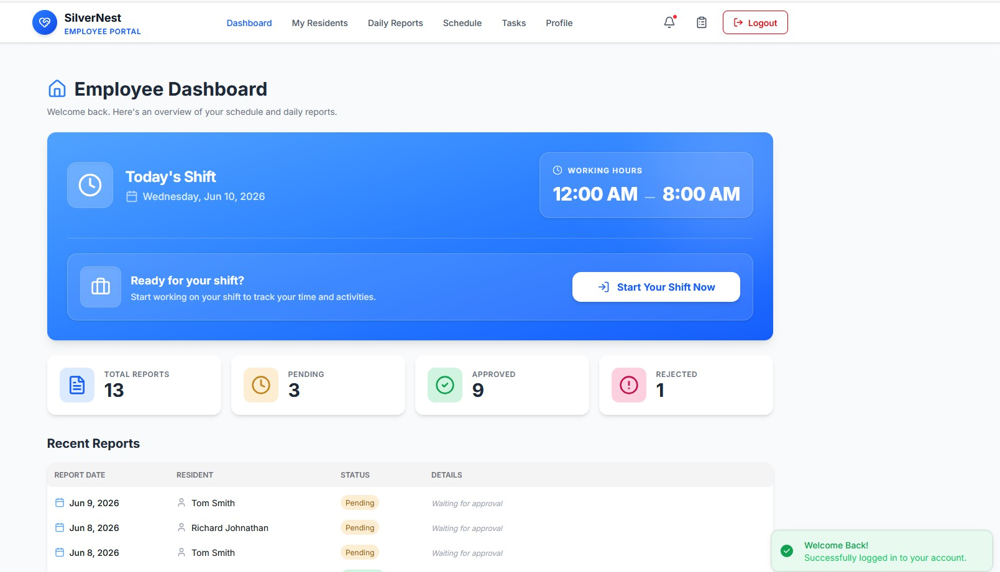 SilverNest
EMPLOYEE PORTAL
Dashboard
My Residents
Daily Reports
Schedule
Tasks
Profile
Logout
Employee Dashboard
Welcome back. Here's an overview of your schedule and daily reports.
Today's Shift
Wednesday, Jun 10, 2026
WORKING HOURS
12:00 AM — 8:00 AM
Ready for your shift?
Start working on your shift to track your time and activities.
Start Your Shift Now
TOTAL REPORTS
13
PENDING
3
APPROVED
9
REJECTED
1
Recent Reports
REPORT DATE RESIDENT STATUS DETAILS
Jun 9, 2026 Tom Smith Pending Waiting for approval
Jun 8, 2026 Richard Johnathan Pending Waiting for approval
Jun 8, 2026 Tom Smith Pending Waiting for approval
Welcome Back!
Successfully logged in to your account.